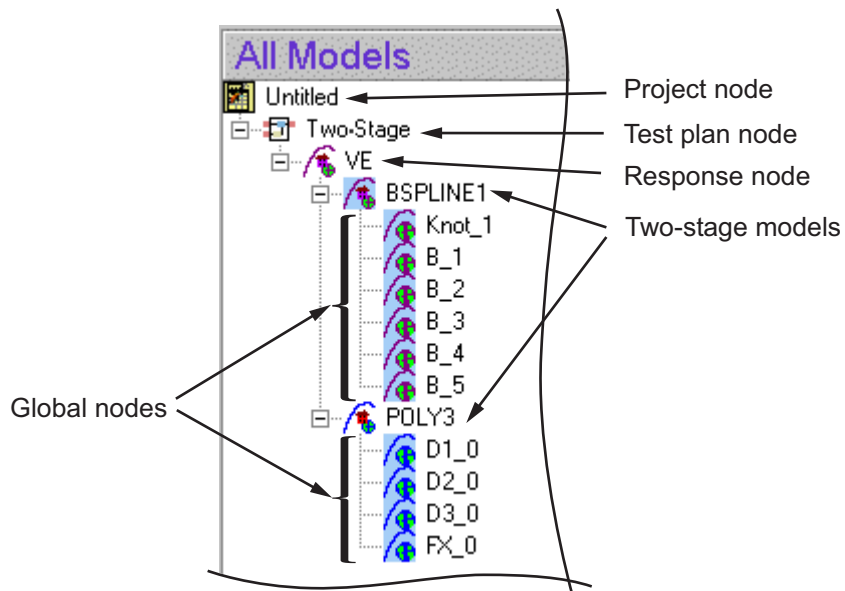 All Models
Untitled
Project node
Two-Stage
Test plan node
VE
Response node
BSPLINE1
Two-stage models
Knot_1
B_1
B_2
B_3
B_4
B_5
Global nodes
POLY3
D1_0
D2_0
D3_0
FX_0